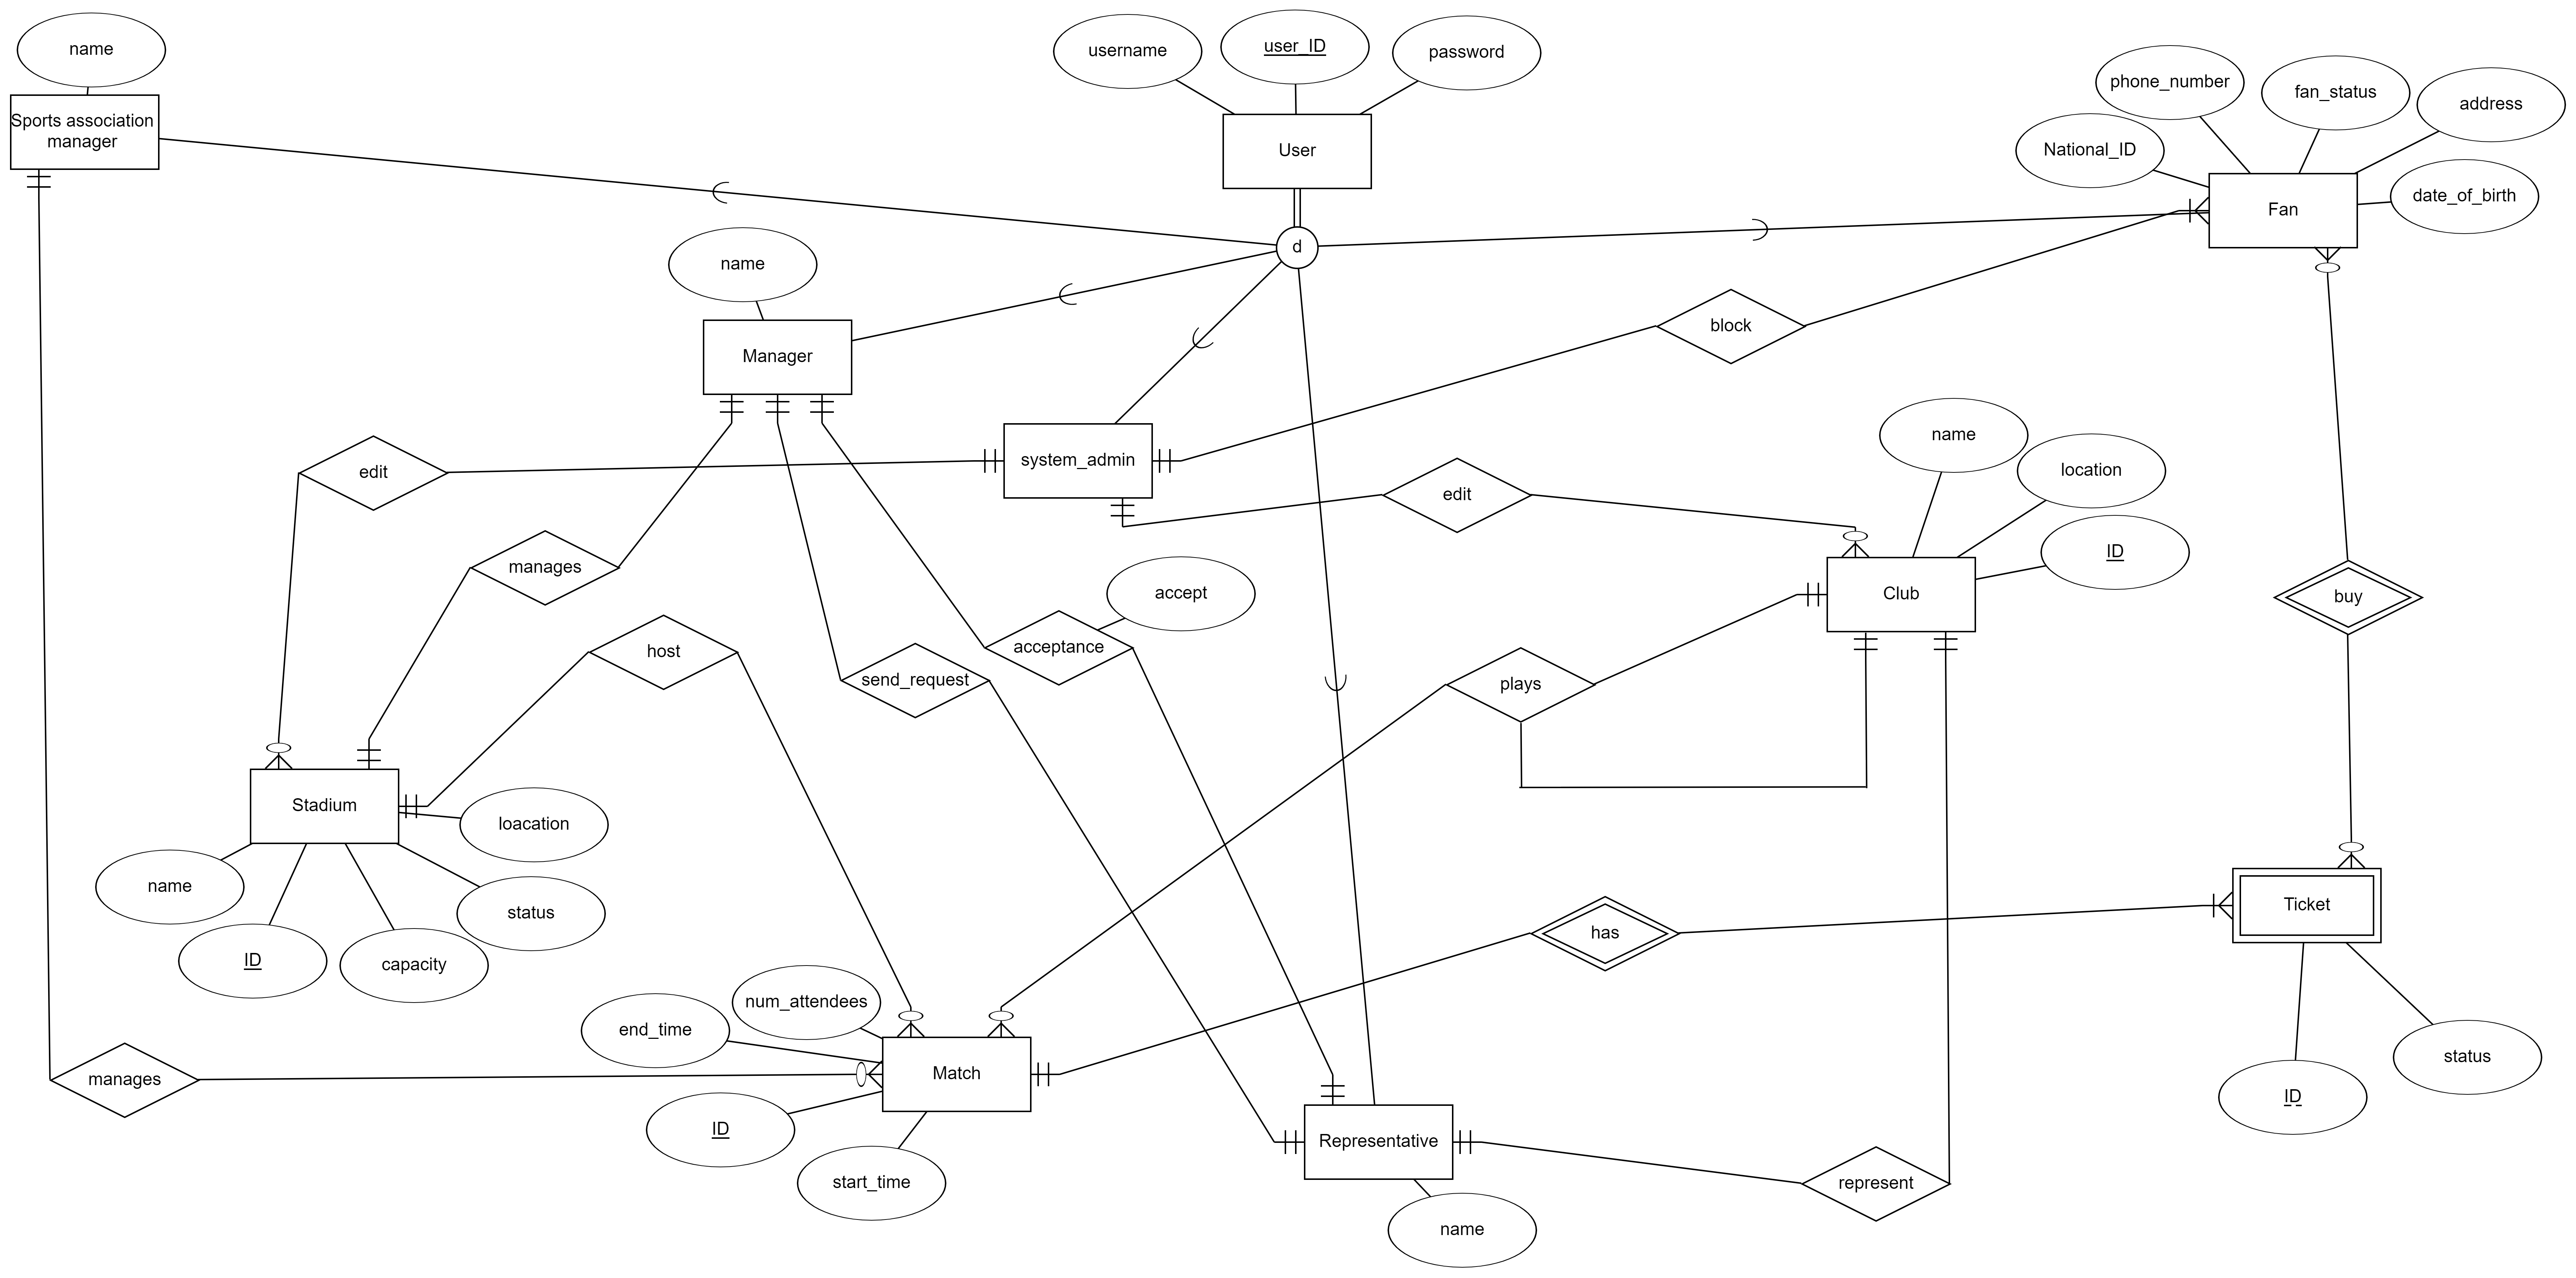 name
username
user_ID
password
phone_number
fan_status
address
Sports association
manager
User
National_ID
Fan
date_of_birth
d
name
Manager
block
edit
system_admin
edit
name
location
ID
manages
accept
Club
buy
host
acceptance
send_request
plays
Stadium
loacation
name
status
ID
capacity
has
Ticket
num_attendees
end_time
Match
manages
status
ID
ID
Representative
start_time
represent
name